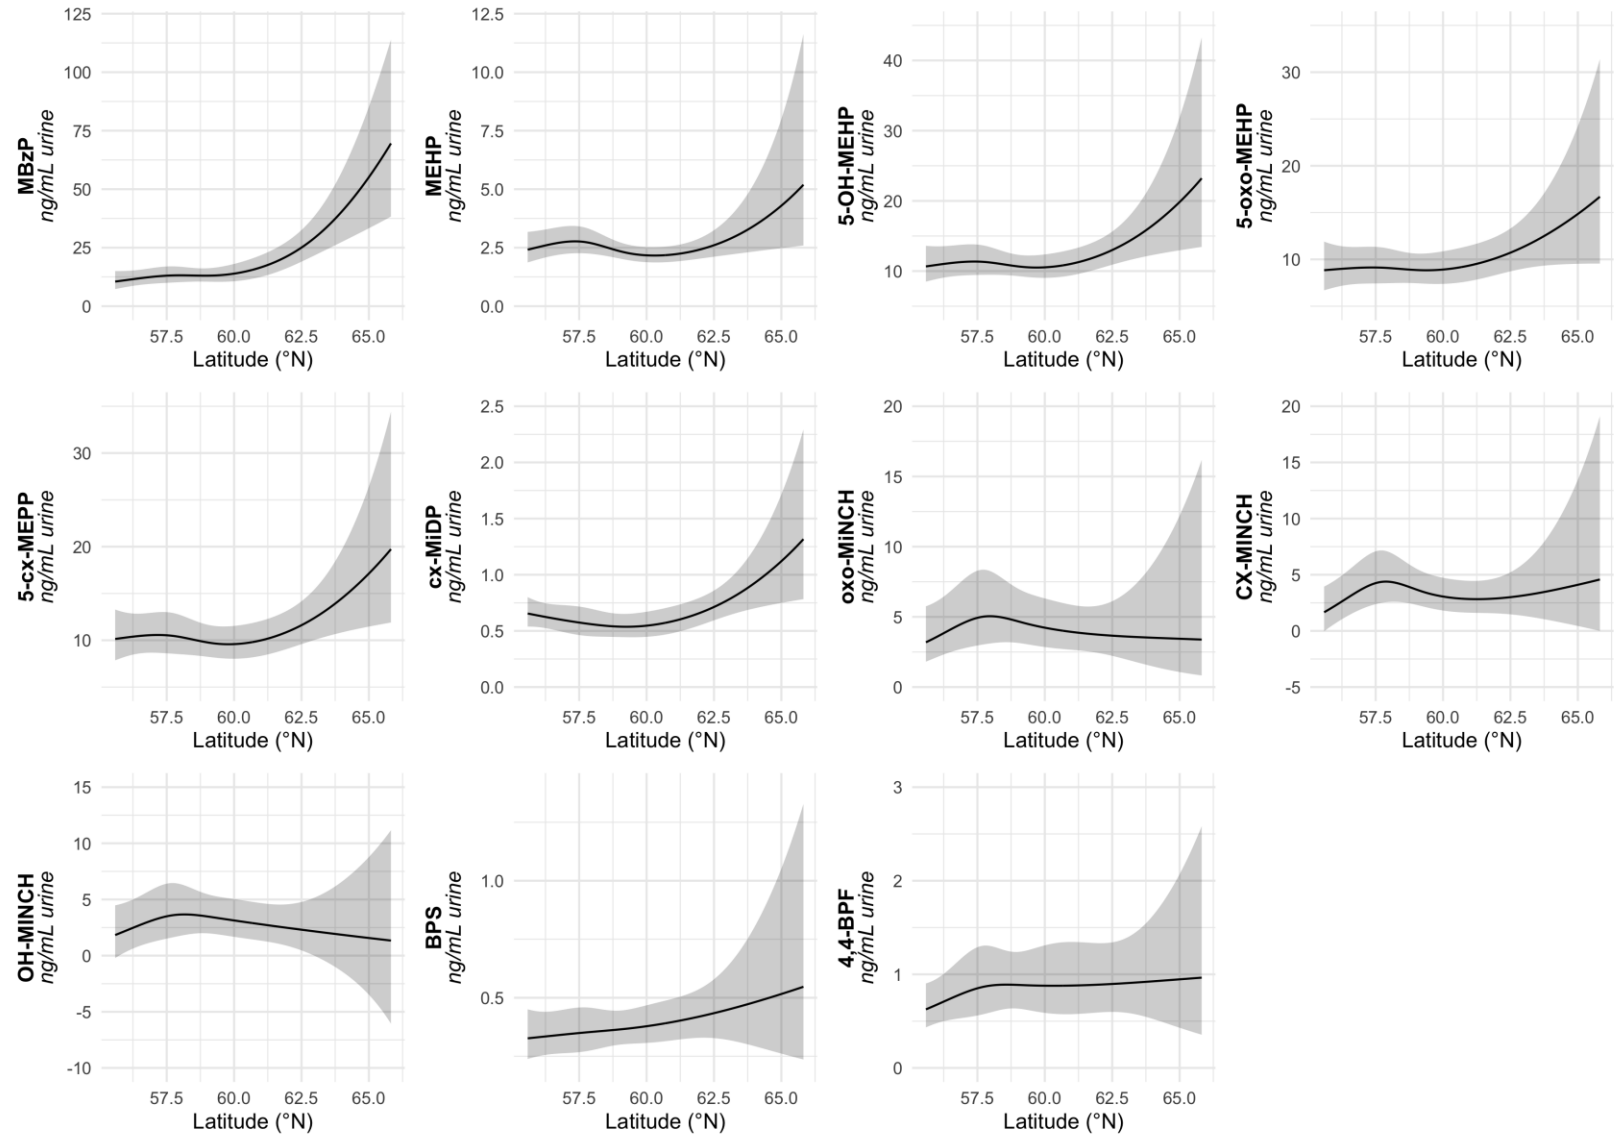 MBzP
ng/mL urine
125
100
75
50
25
0
57.5 60.0 62.5 65.0
Latitude (°N)
MEHP
ng/mL urine
12.5
10.0
7.5
5.0
2.5
0.0
57.5 60.0 62.5 65.0
Latitude (°N)
5-OH-MEHP
ng/mL urine
40
30
20
10
57.5 60.0 62.5 65.0
Latitude (°N)
5-oxo-MEHP
ng/mL urine
30
20
10
57.5 60.0 62.5 65.0
Latitude (°N)
5-cx-MEPP
ng/mL urine
30
20
10
57.5 60.0 62.5 65.0
Latitude (°N)
cx-MiDP
ng/mL urine
2.5
2.0
1.5
1.0
0.5
0.0
57.5 60.0 62.5 65.0
Latitude (°N)
oxo-MiNCH
ng/mL urine
20
15
10
5
0
57.5 60.0 62.5 65.0
Latitude (°N)
CX-MINCH
ng/mL urine
20
15
10
5
0
-5
57.5 60.0 62.5 65.0
Latitude (°N)
OH-MINCH
ng/mL urine
15
10
5
0
-5
-10
57.5 60.0 62.5 65.0
Latitude (°N)
BPS
ng/mL urine
1.0
0.5
57.5 60.0 62.5 65.0
Latitude (°N)
4,4-BPF
ng/mL urine
3
2
1
0
57.5 60.0 62.5 65.0
Latitude (°N)